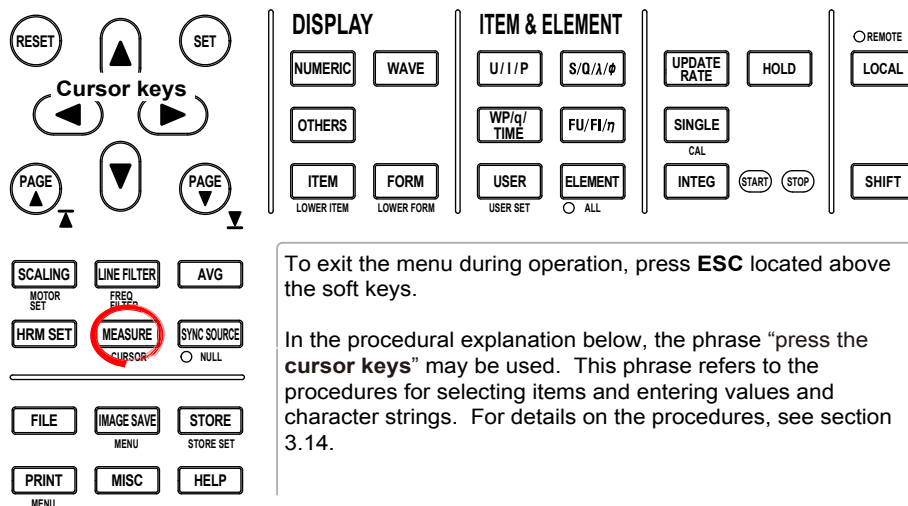 RESET
SET
Cursor keys
PAGE
PAGE
DISPLAY
NUMERIC
WAVE
OTHERS
ITEM
FORM
LOWER ITEM
LOWER FORM
ITEM & ELEMENT
U/I/P
S/Q/λ/ϕ
WP/q/
TIME
FU/FI/η
USER
ELEMENT
USER SET
ALL
UPDATE
RATE
HOLD
SINGLE
CAL
INTEG
START
STOP
REMOTE
LOCAL
SHIFT
SCALING
LINE FILTER
AVG
MOTOR
SET
FREQ
FILTER
HRM SET
MEASURE
SYNC SOURCE
CURSOR
NULL
FILE
IMAGE SAVE
STORE
MENU
STORE SET
PRINT
MISC
HELP
MENU
To exit the menu during operation, press ESC located above
the soft keys.
In the procedural explanation below, the phrase “press the
cursor keys” may be used. This phrase refers to the
procedures for selecting items and entering values and
character strings. For details on the procedures, see section
3.14.